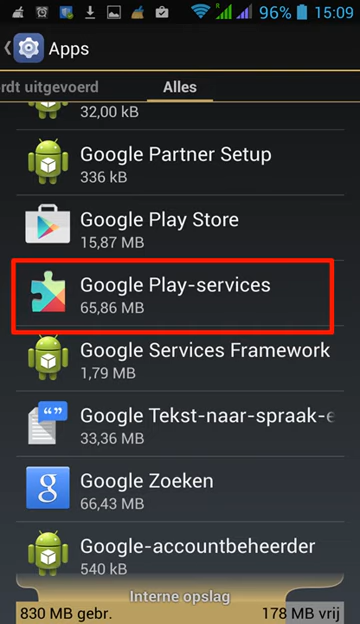 96% 15:09
Apps
rdt uitgevoerd Alles
32,00 kB
Google Partner Setup
336 kB
Google Play Store
15,87 MB
Google Play-services
65,86 MB
Google Services Framework
1,79 MB
Google Tekst-naar-spraak-e
33,36 MB
Google Zoeken
66,43 MB
Google-accountbeheerder
540 kB
Interne opslag
830 MB gebr. 178 MB vrij